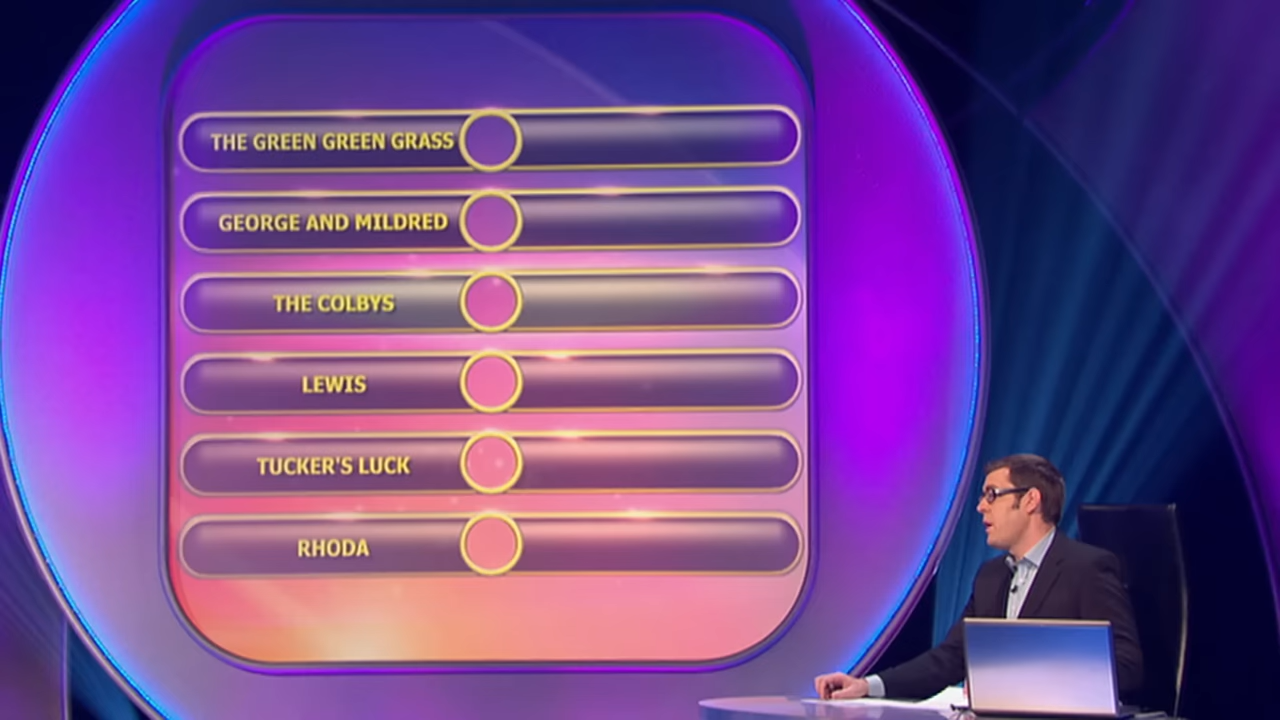 THE GREEN GREEN GRASS
GEORGE AND MILDRED
THE COLBYS
LEWIS
TUCKER'S LUCK
RHODA